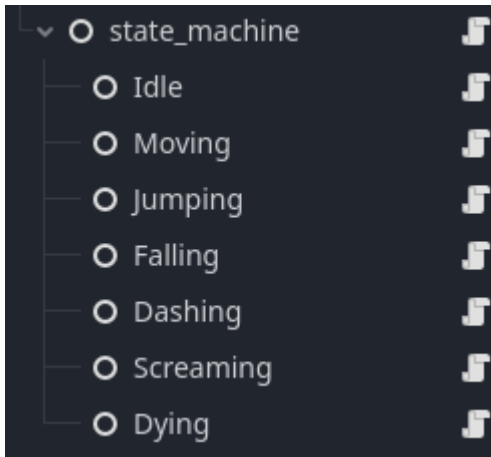 state_machine
Idle
Moving
Jumping
Falling
Dashing
Screaming
Dying